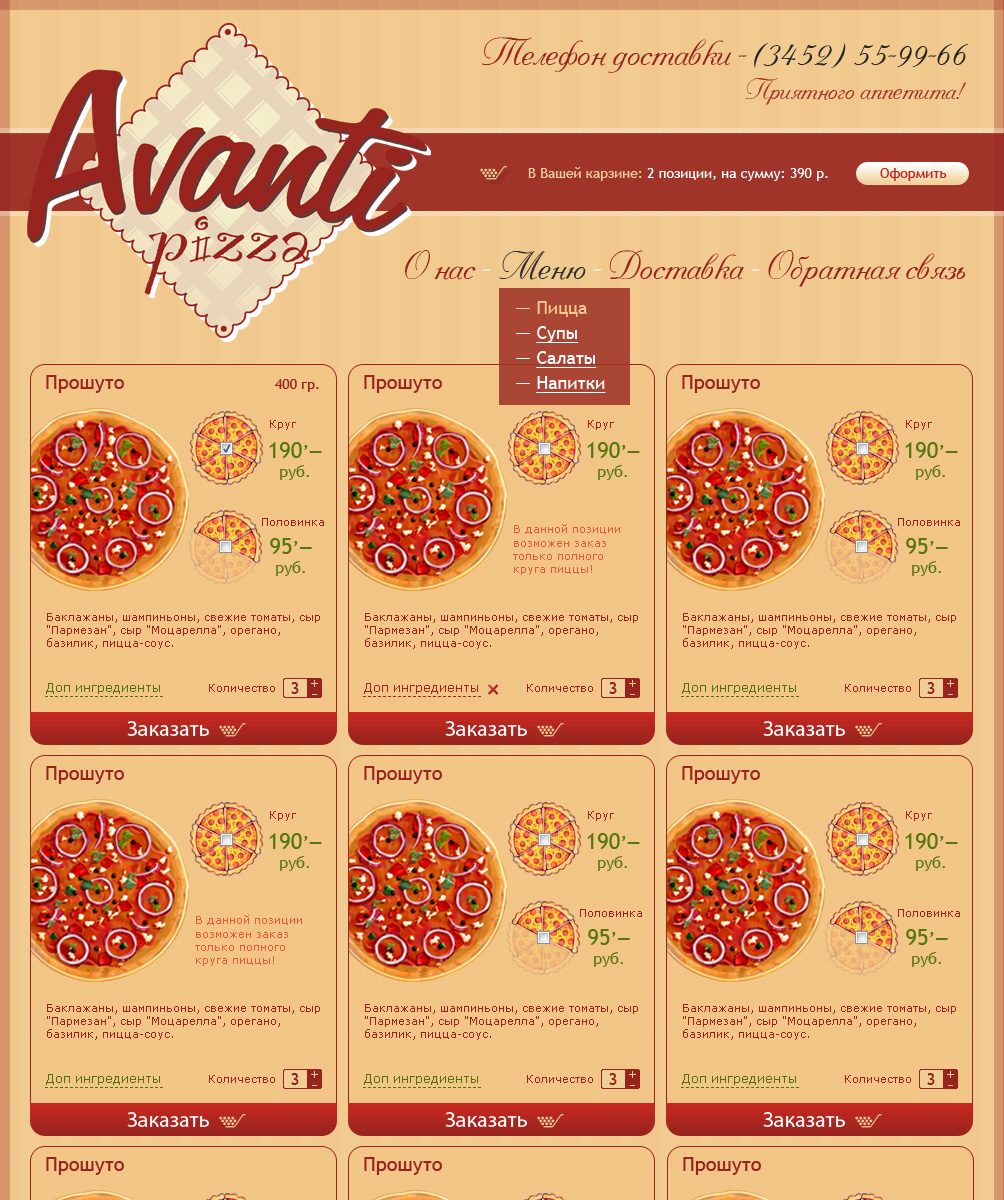 Телефон доставки - (3452) 55-99-66
Приятного аппетита!
Avanti
pizza
В Вашей карзине: 2 позиции, на сумму: 390 р.
Оформить
О нас - Меню - Доставка - Обратная связь
— Пицца
— Супы
— Салаты
— Напитки
Прошуто
400 гр.
Круг
190’—
руб.
Половинка
95’—
руб.
Баклажаны, шампиньоны, свежие томаты, сыр
"Пармезан", сыр "Моцарелла", орегано,
базилик, пицца-соус.
Доп ингредиенты
Количество 3 + –
Заказать
Прошуто
Круг
190’—
руб.
В данной позиции
возможен заказ
только полного
круга пиццы!
Баклажаны, шампиньоны, свежие томаты, сыр
"Пармезан", сыр "Моцарелла", орегано,
базилик, пицца-соус.
Доп ингредиенты
Количество 3 + –
Заказать
Прошуто
Круг
190’—
руб.
Половинка
95’—
руб.
Баклажаны, шампиньоны, свежие томаты, сыр
"Пармезан", сыр "Моцарелла", орегано,
базилик, пицца-соус.
Доп ингредиенты
Количество 3 + –
Заказать
Прошуто
Круг
190’—
руб.
В данной позиции
возможен заказ
только полного
круга пиццы!
Баклажаны, шампиньоны, свежие томаты, сыр
"Пармезан", сыр "Моцарелла", орегано,
базилик, пицца-соус.
Доп ингредиенты
Количество 3 + –
Заказать
Прошуто
Круг
190’—
руб.
Половинка
95’—
руб.
Баклажаны, шампиньоны, свежие томаты, сыр
"Пармезан", сыр "Моцарелла", орегано,
базилик, пицца-соус.
Доп ингредиенты
Количество 3 + –
Заказать
Прошуто
Круг
190’—
руб.
Половинка
95’—
руб.
Баклажаны, шампиньоны, свежие томаты, сыр
"Пармезан", сыр "Моцарелла", орегано,
базилик, пицца-соус.
Доп ингредиенты
Количество 3 + –
Заказать
Прошуто
Прошуто
Прошуто